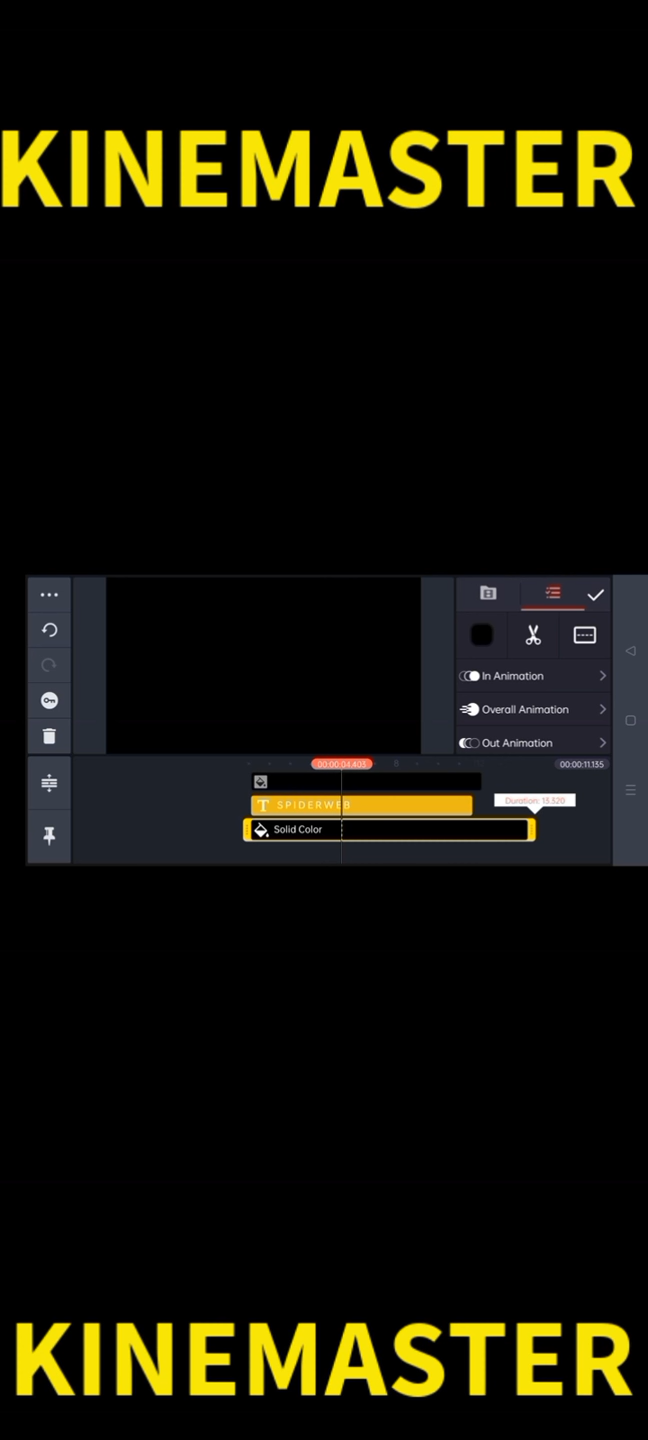 KINEMASTER
In Animation
Overall Animation
Out Animation
00:00:04.405
8
00:00:11.135
T SPIDERWEB
Duration: 13.520
Solid Color
KINEMASTER